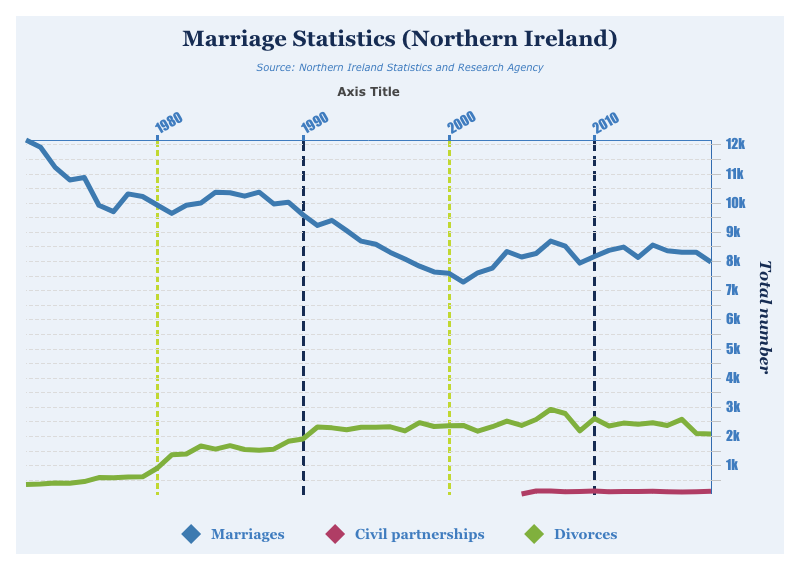 Marriage Statistics (Northern Ireland)
Source: Northern Ireland Statistics and Research Agency
Axis Title
1980
1990
2000
2010
12k
11k
10k
9k
8k
7k
6k
5k
4k
3k
2k
1k
Total number
Marriages
Civil partnerships
Divorces